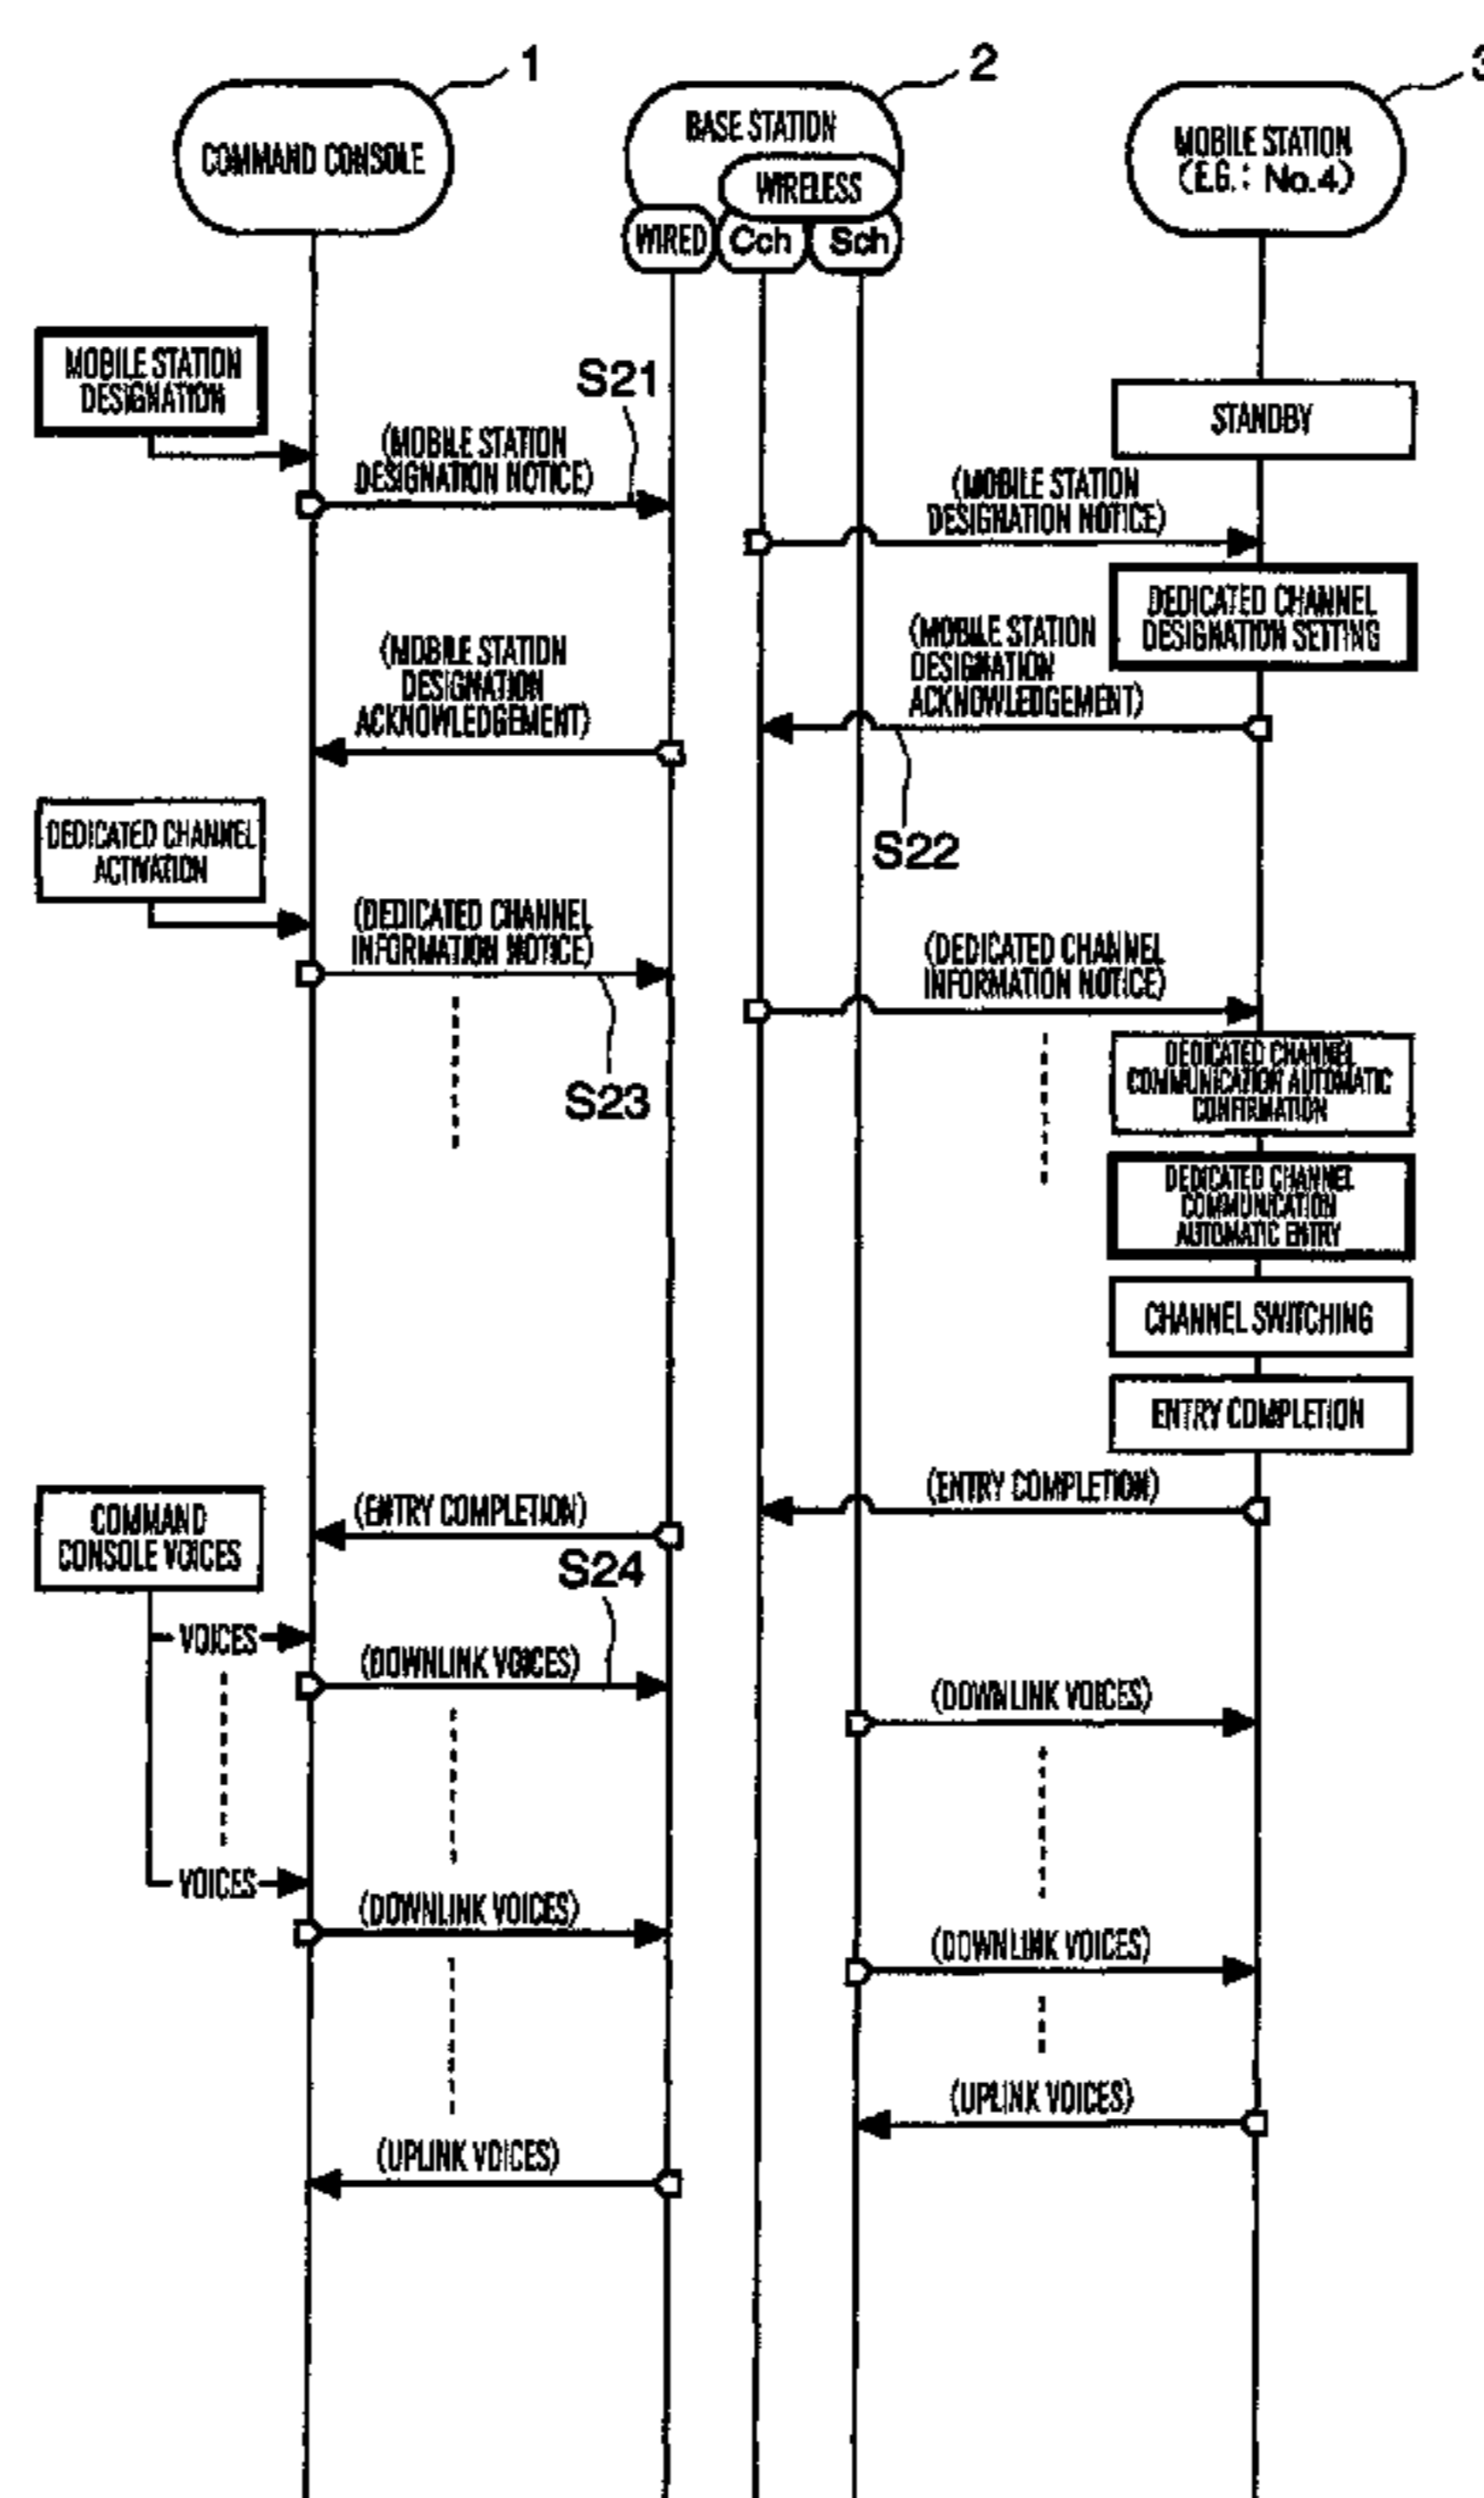 1
2
3
COMMAND CONSOLE
BASE STATION
WIRELESS
WIRED
Cch
Sch
MOBILE STATION
(E.G.: No.4)
MOBILE STATION
DESIGNATION
S21
STANDBY
(MOBILE STATION
DESIGNATION NOTICE)
(MOBILE STATION
DESIGNATION NOTICE)
DEDICATED CHANNEL
DESIGNATION SETTING
(MOBILE STATION
DESIGNATION
ACKNOWLEDGEMENT)
(MOBILE STATION
DESIGNATION
ACKNOWLEDGEMENT)
S22
DEDICATED CHANNEL
ACTIVATION
(DEDICATED CHANNEL
INFORMATION NOTICE)
(DEDICATED CHANNEL
INFORMATION NOTICE)
S23
DEDICATED CHANNEL
COMMUNICATION AUTOMATIC
CONFIRMATION
DEDICATED CHANNEL
COMMUNICATION
AUTOMATIC ENTRY
CHANNEL SWITCHING
ENTRY COMPLETION
(ENTRY COMPLETION)
(ENTRY COMPLETION)
COMMAND
CONSOLE VOICES
S24
VOICES
(DOWNLINK VOICES)
(DOWNLINK VOICES)
VOICES
(DOWNLINK VOICES)
(DOWNLINK VOICES)
(UPLINK VOICES)
(UPLINK VOICES)